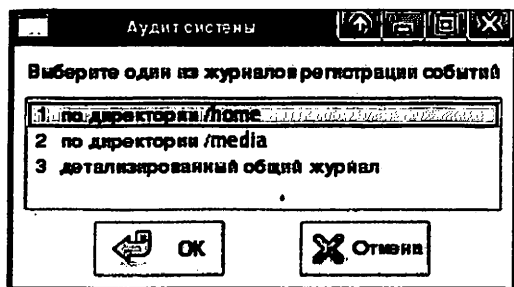 Аудит системы
Выберите один из журналов регистрации событий
1 по директории /home
2 по директории /media
3 детализированный общий журнал
OK
Отмена